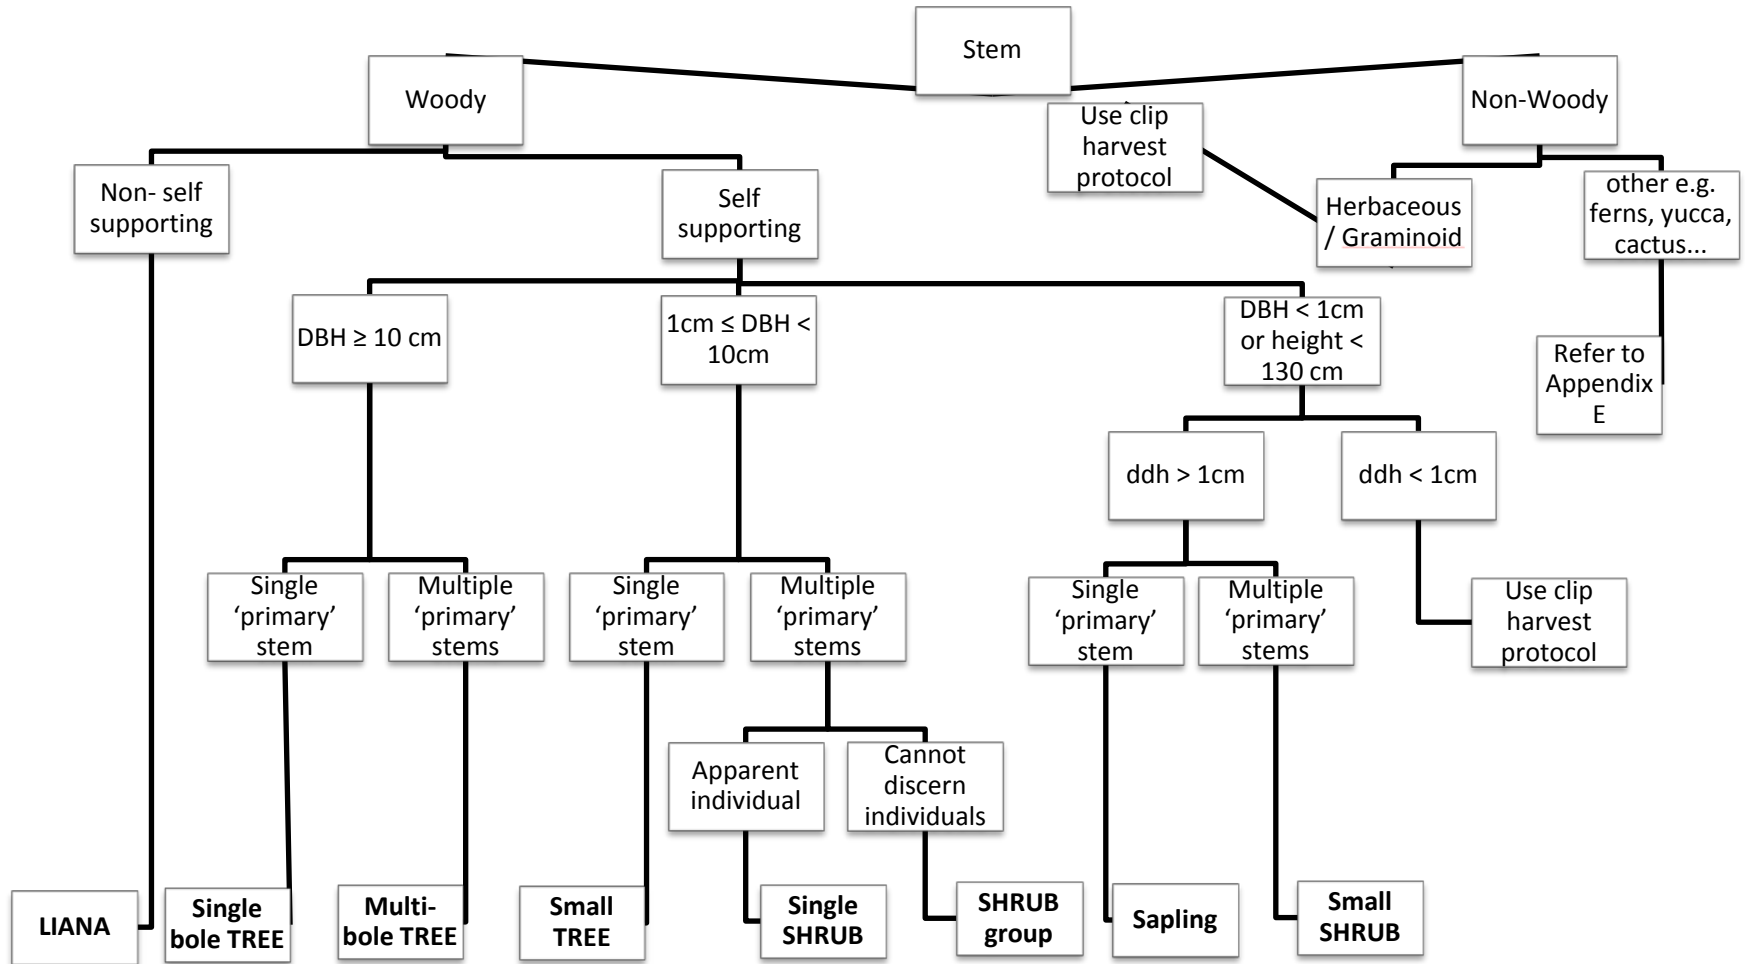 Stem
Woody
Non-Woody
Use clip
harvest
protocol
Non- self
supporting
Self
supporting
Herbaceous
/ Graminoid
other e.g.
ferns, yucca,
cactus...
DBH ≥ 10 cm
1cm ≤ DBH <
10cm
DBH < 1cm
or height <
130 cm
Refer to
Appendix
E
ddh > 1cm
ddh < 1cm
Single
‘primary’
stem
Multiple
‘primary’
stems
Single
‘primary’
stem
Multiple
‘primary’
stems
Single
‘primary’
stem
Multiple
‘primary’
stems
Use clip
harvest
protocol
Apparent
individual
Cannot
discern
individuals
LIANA
Single
bole TREE
Multi-
bole TREE
Small
TREE
Single
SHRUB
SHRUB
group
Sapling
Small
SHRUB